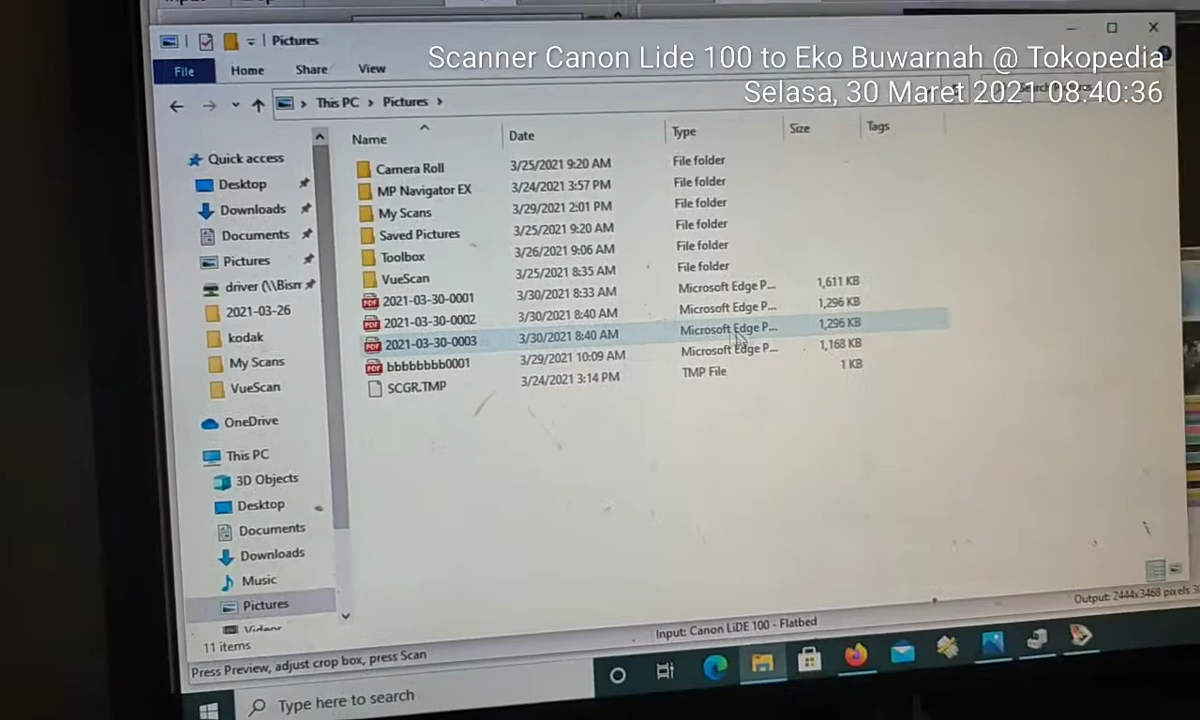 Pictures
Scanner Canon Lide 100 to Eko Buwarnah @ Tokopedia
Selasa, 30 Maret 2021 08:40:36
File Home Share View
This PC > Pictures >
Name Date Type Size Tags
Camera Roll 3/25/2021 9:20 AM File folder
MP Navigator EX 3/24/2021 3:57 PM File folder
My Scans 3/29/2021 2:01 PM File folder
Saved Pictures 3/25/2021 9:20 AM File folder
Toolbox 3/26/2021 9:06 AM File folder
VueScan 3/25/2021 8:35 AM File folder
2021-03-30-0001 3/30/2021 8:33 AM Microsoft Edge P... 1,611 KB
2021-03-30-0002 3/30/2021 8:40 AM Microsoft Edge P... 1,296 KB
2021-03-30-0003 3/30/2021 8:40 AM Microsoft Edge P... 1,296 KB
bbbbbbbb0001 3/29/2021 10:09 AM Microsoft Edge P... 1,168 KB
SCGR.TMP 3/24/2021 3:14 PM TMP File 1 KB
Quick access
Desktop
Downloads
Documents
Pictures
driver (\\Bism
2021-03-26
kodak
My Scans
VueScan
OneDrive
This PC
3D Objects
Desktop
Documents
Downloads
Music
Pictures
11 items
Output: 2444x3468 pixels
Input: Canon LiDE 100 - Flatbed
Press Preview, adjust crop box, press Scan
Type here to search